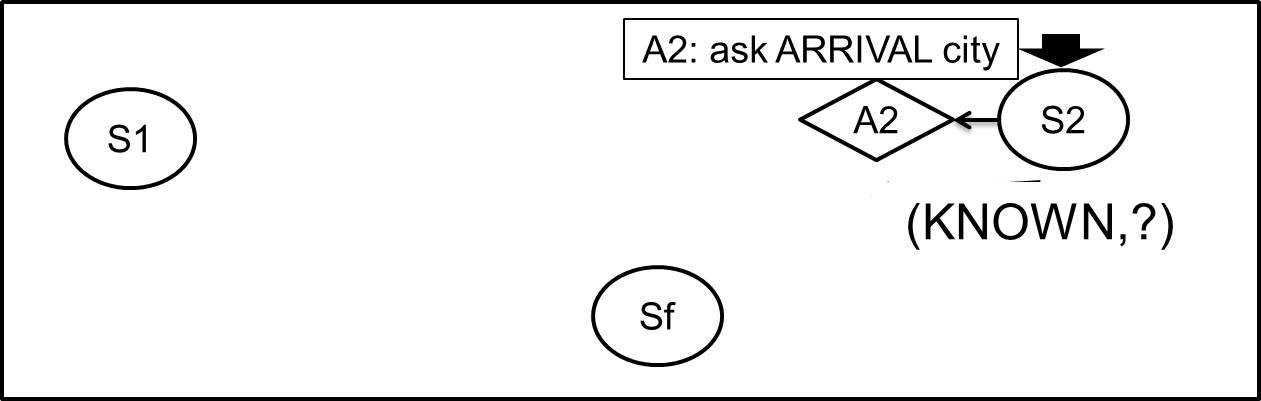 A2: ask ARRIVAL city
S1
A2
S2
(KNOWN,?)
Sf